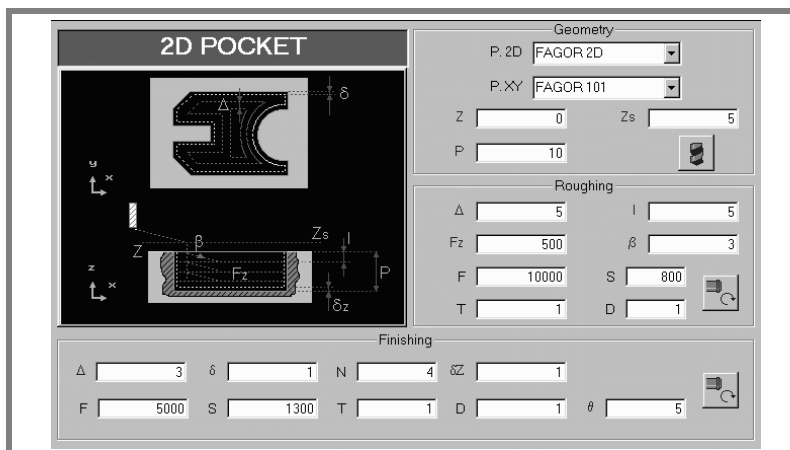 2D POCKET
Δ
δ
y
x
Zs
Z
β
I
Fz
P
z
x
δz
Geometry
P. 2D FAGOR 2D
P. XY FAGOR 101
Z 0 Zs 5
P 10
Roughing
Δ 5 I 5
Fz 500 β 3
F 10000 S 800
T 1 D 1
Finishing
Δ 3 δ 1 N 4 δZ 1
F 5000 S 1300 T 1 D 1 θ 5